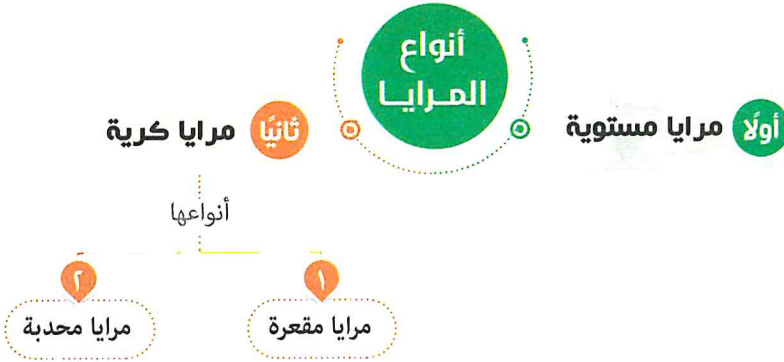 أنواع
المرايا
أولًا مرايا مستوية
ثانيًا مرايا كرية
أنواعها
١ مرايا مقعرة
٢ مرايا محدبة